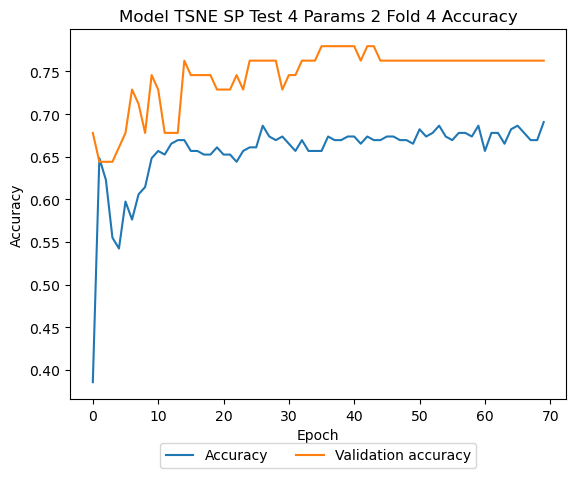 Model TSNE SP Test 4 Params 2 Fold 4 Accuracy
Accuracy
0.75
0.70
0.65
0.60
0.55
0.50
0.45
0.40
0 10 20 30 40 50 60 70
Epoch
Accuracy Validation accuracy